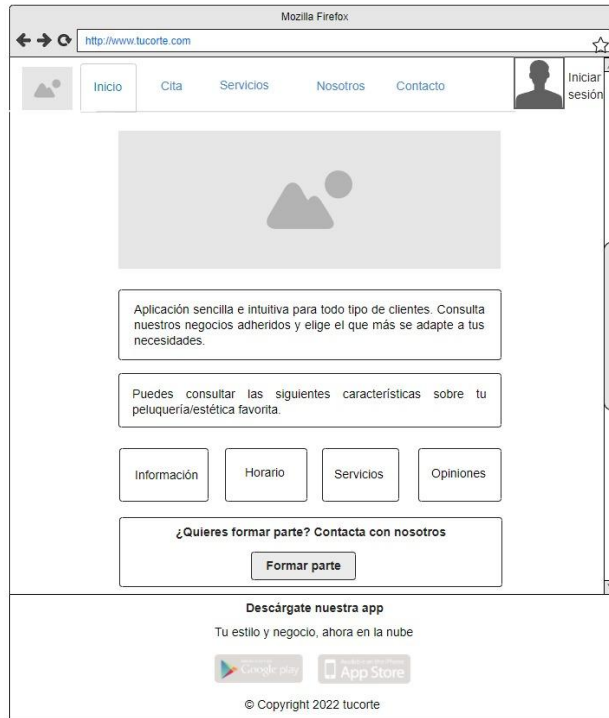 Mozilla Firefox
http://www.tucorte.com
Inicio
Cita
Servicios
Nosotros
Contacto
Iniciar
sesión
Aplicación sencilla e intuitiva para todo tipo de clientes. Consulta
nuestros negocios adheridos y elige el que más se adapte a tus
necesidades.
Puedes consultar las siguientes características sobre tu
peluquería/estética favorita.
Información
Horario
Servicios
Opiniones
¿Quieres formar parte? Contacta con nosotros
Formar parte
Descárgate nuestra app
Tu estilo y negocio, ahora en la nube
Google play
App Store
© Copyright 2022 tucorte